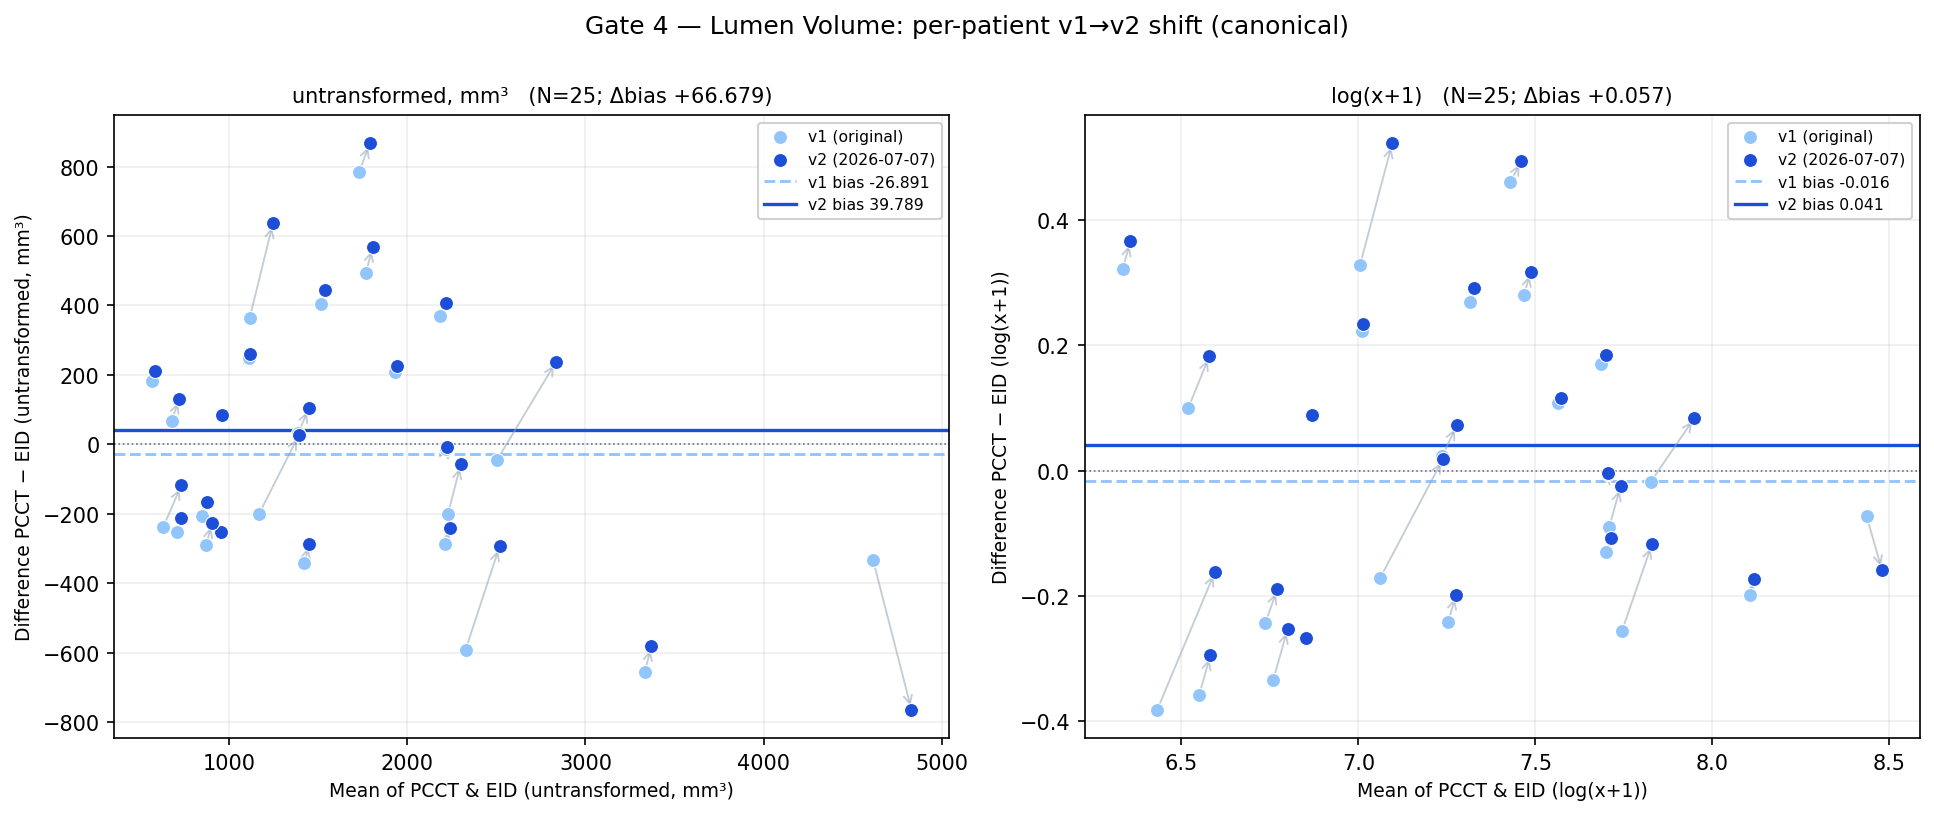 Gate 4 — Lumen Volume: per-patient v1→v2 shift (canonical)
untransformed, mm³   (N=25; Δbias +66.679)
v1 (original)
v2 (2026-07-07)
v1 bias -26.891
v2 bias 39.789
Difference PCCT − EID (untransformed, mm³)
800
600
400
200
0
−200
−400
−600
−800
1000
2000
3000
4000
5000
Mean of PCCT & EID (untransformed, mm³)
log(x+1)   (N=25; Δbias +0.057)
v1 (original)
v2 (2026-07-07)
v1 bias -0.016
v2 bias 0.041
Difference PCCT − EID (log(x+1))
0.4
0.2
0.0
−0.2
−0.4
6.5
7.0
7.5
8.0
8.5
Mean of PCCT & EID (log(x+1))